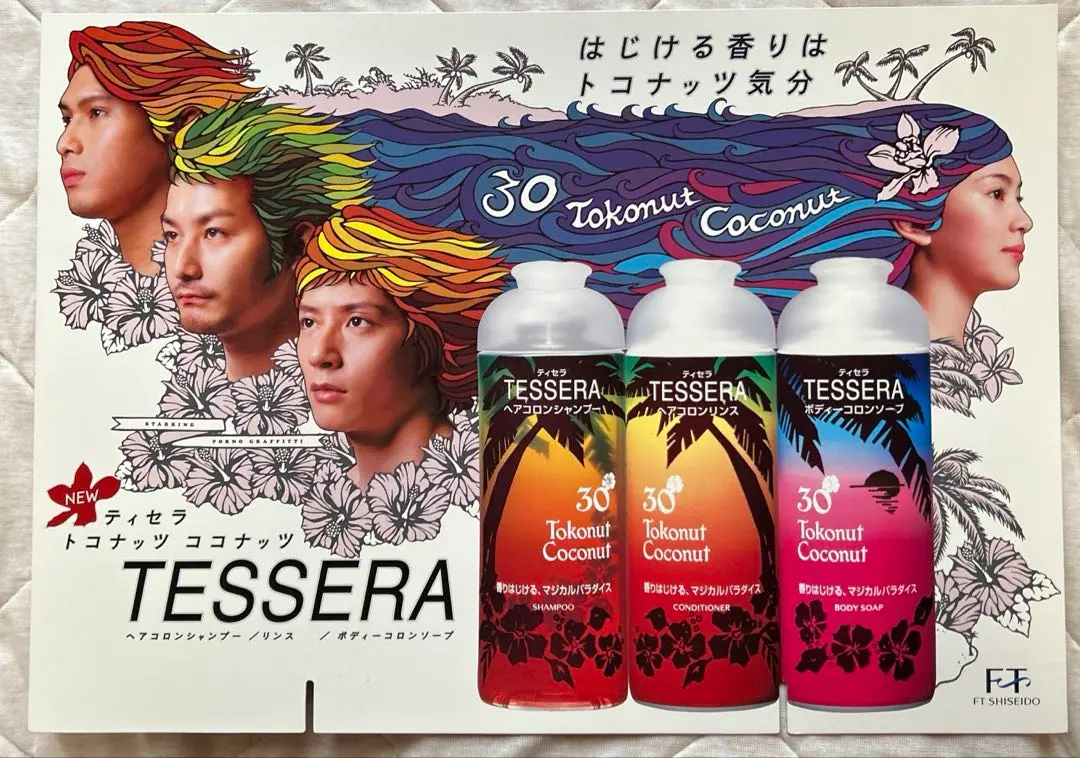 はじける香りは
トコナッツ気分
30 Tokonut Coconut
STARRING
PORNO GRAFFITTI
NEW
ティセラ
トコナッツ ココナッツ
TESSERA
ヘアコロンシャンプー／リンス ／ボディーコロンソープ
ティセラ
TESSERA
ヘアコロンシャンプー
30
Tokonut
Coconut
香りはじける、マジカルパラダイス
SHAMPOO
ティセラ
TESSERA
ヘアコロンリンス
30
Tokonut
Coconut
香りはじける、マジカルパラダイス
CONDITIONER
ティセラ
TESSERA
ボディーコロンソープ
30
Tokonut
Coconut
香りはじける、マジカルパラダイス
BODY SOAP
FT
FT SHISEIDO